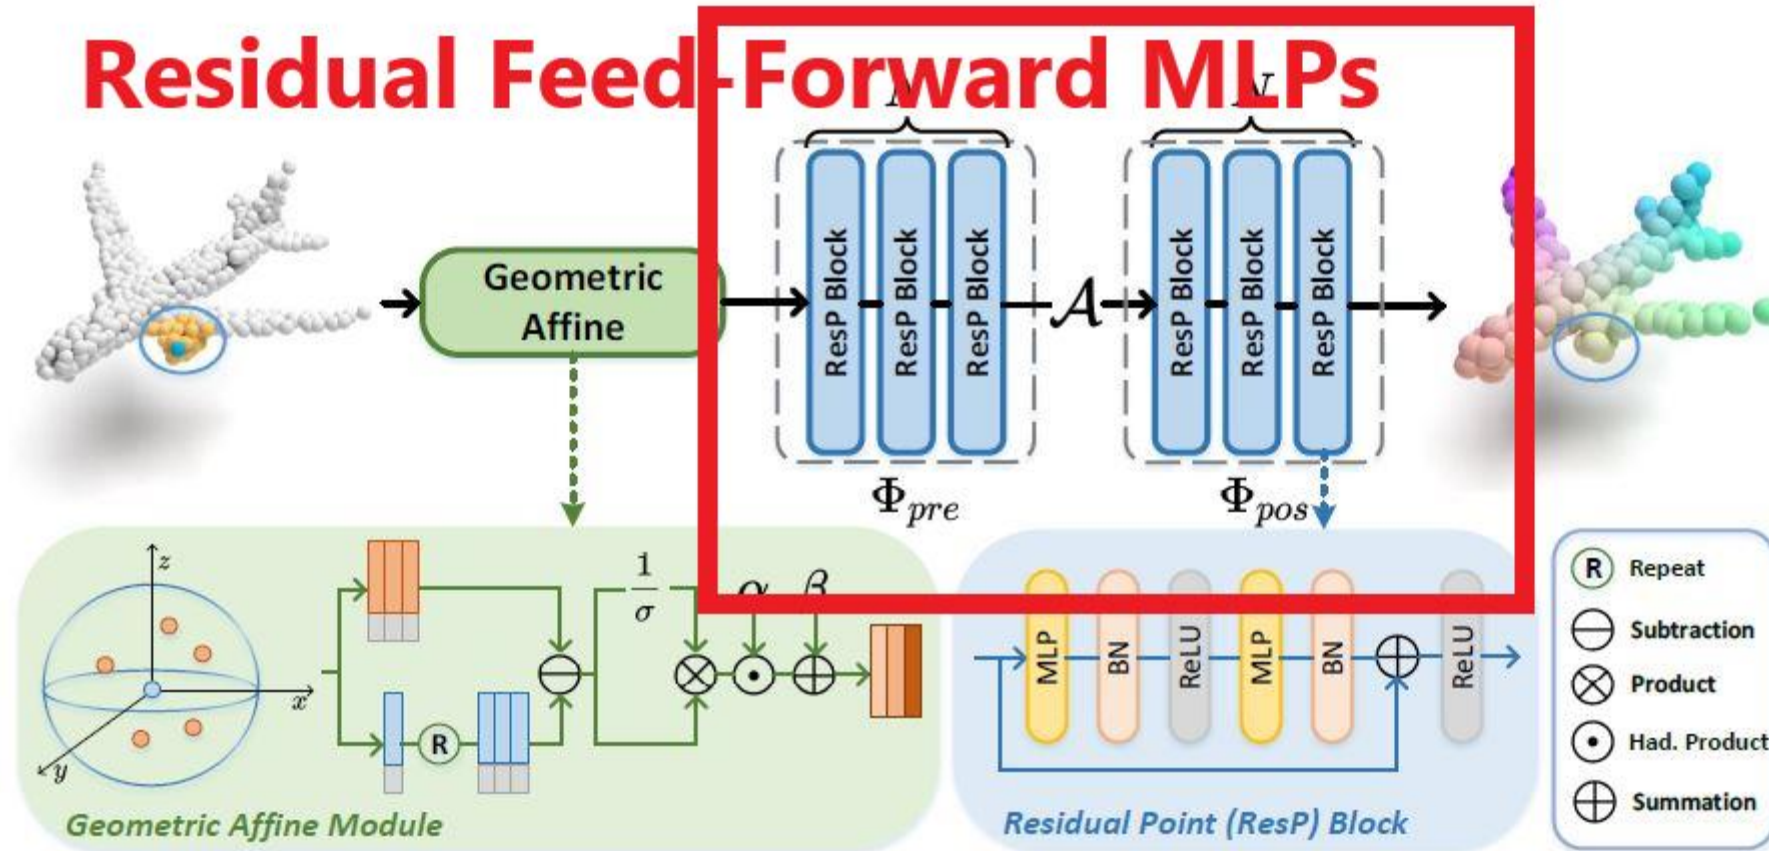 Residual Feed-Forward MLPs
N
Geometric
Affine
ResP Block
ResP Block
ResP Block
𝒜
ResP Block
ResP Block
ResP Block
Φpre
Φpos
z
x
y
R
1
σ
α
β
Geometric Affine Module
MLP
BN
ReLU
MLP
BN
ReLU
Residual Point (ResP) Block
R Repeat
Subtraction
Product
Had. Product
Summation